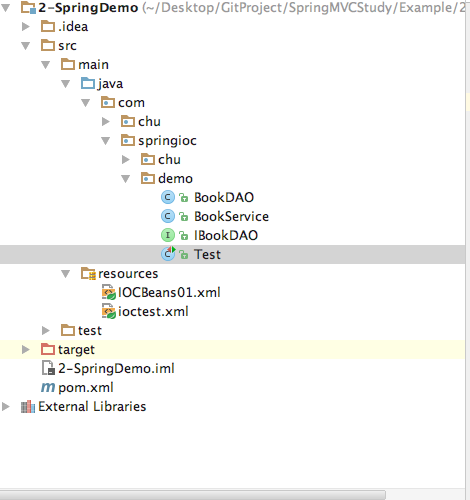 2-SpringDemo (~/Desktop/GitProject/SpringMVCStudy/Example/2
.idea
src
main
java
com
chu
springioc
chu
demo
C BookDAO
C BookService
I IBookDAO
C Test
resources
IOCBeans01.xml
ioctest.xml
test
target
2-SpringDemo.iml
m pom.xml
External Libraries